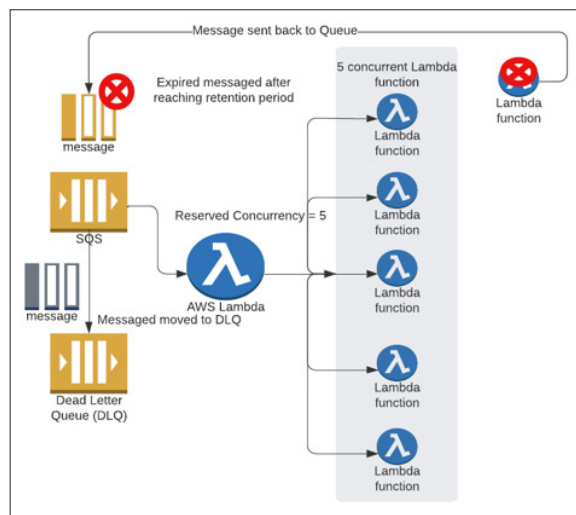 Message sent back to Queue
Expired messaged after
reaching retention period
5 concurrent Lambda
function
Lambda
function
message
Lambda
function
SQS
Reserved Concurrency = 5
Lambda
function
AWS Lambda
Lambda
function
message
Messaged moved to DLQ
Dead Letter
Queue (DLQ)
Lambda
function
Lambda
function